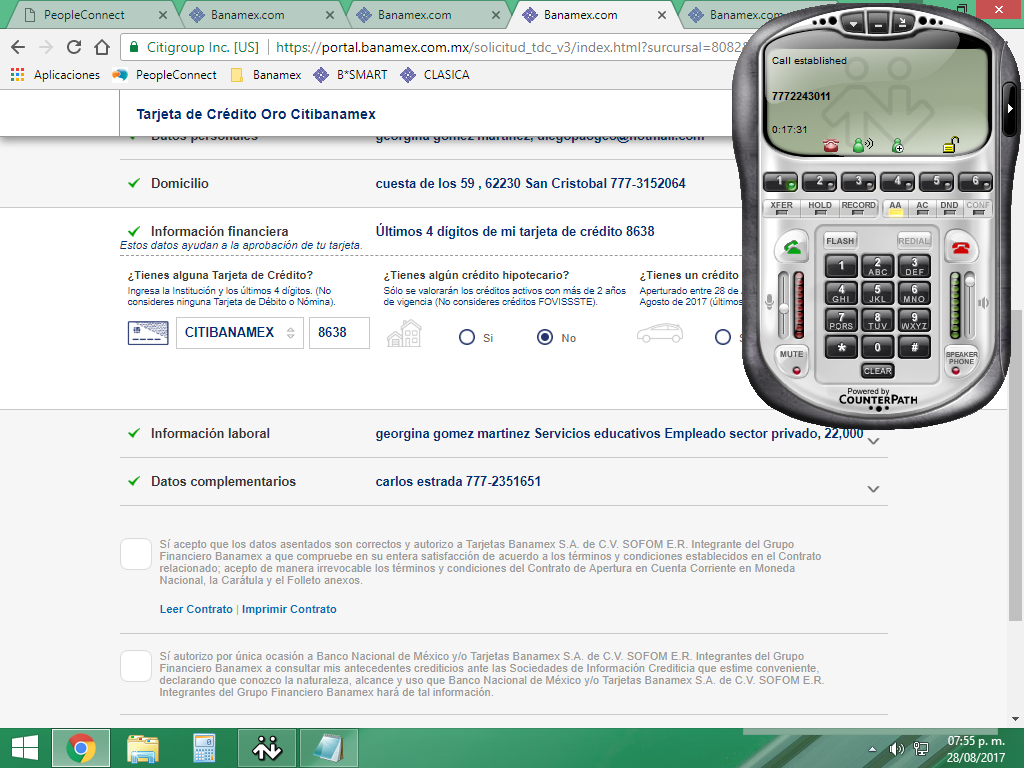 PeopleConnect
Banamex.com
Banamex.com
Banamex.com
Banamex.com
Citigroup Inc. [US]
https://portal.banamex.com.mx/solicitud_tdc_v3/index.html?surcursal=8082
Aplicaciones
PeopleConnect
Banamex
B*SMART
CLASICA
Tarjeta de Crédito Oro Citibanamex
Datos personales
georgina gomez martinez, diegopaogeo@hotmail.com
Domicilio
cuesta de los 59 , 62230 San Cristobal 777-3152064
Información financiera
Últimos 4 dígitos de mi tarjeta de crédito 8638
Estos datos ayudan a la aprobación de tu tarjeta.
¿Tienes alguna Tarjeta de Crédito?
Ingresa la Institución y los últimos 4 dígitos. (No
consideres ninguna Tarjeta de Débito o Nómina).
CITIBANAMEX
8638
¿Tienes algún crédito hipotecario?
Sólo se valorarán los créditos activos con más de 2 años
de vigencia (No consideres créditos FOVISSSTE).
Si
No
¿Tienes un crédito
Aperturado entre 28 de
Agosto de 2017 (últimos
Información laboral
georgina gomez martinez Servicios educativos Empleado sector privado, 22,000
Datos complementarios
carlos estrada 777-2351651
Sí acepto que los datos asentados son correctos y autorizo a Tarjetas Banamex S.A. de C.V. SOFOM E.R. Integrante del Grupo
Financiero Banamex a que compruebe en su entera satisfacción de acuerdo a los términos y condiciones establecidos en el Contrato
relacionado; acepto de manera irrevocable los términos y condiciones del Contrato de Apertura en Cuenta Corriente en Moneda
Nacional, la Carátula y el Folleto anexos.
Leer Contrato | Imprimir Contrato
Sí autorizo por única ocasión a Banco Nacional de México y/o Tarjetas Banamex S.A. de C.V. SOFOM E.R. Integrantes del Grupo
Financiero Banamex a consultar mis antecedentes crediticios ante las Sociedades de Información Crediticia que estime conveniente,
declarando que conozco la naturaleza, alcance y uso que Banco Nacional de México y/o Tarjetas Banamex S.A. de C.V. SOFOM E.R.
Integrantes del Grupo Financiero Banamex hará de tal información.
Call established
7772243011
0:17:31
1 2 3 4 5 6
XFER HOLD RECORD AA AC DND CONF
FLASH
REDIAL
1 2 ABC 3 DEF
4 GHI 5 JKL 6 MNO
7 PQRS 8 TUV 9 WXYZ
* 0 #
CLEAR
MUTE
SPEAKER
PHONE
Powered by
COUNTERPATH
07:55 p. m.
28/08/2017